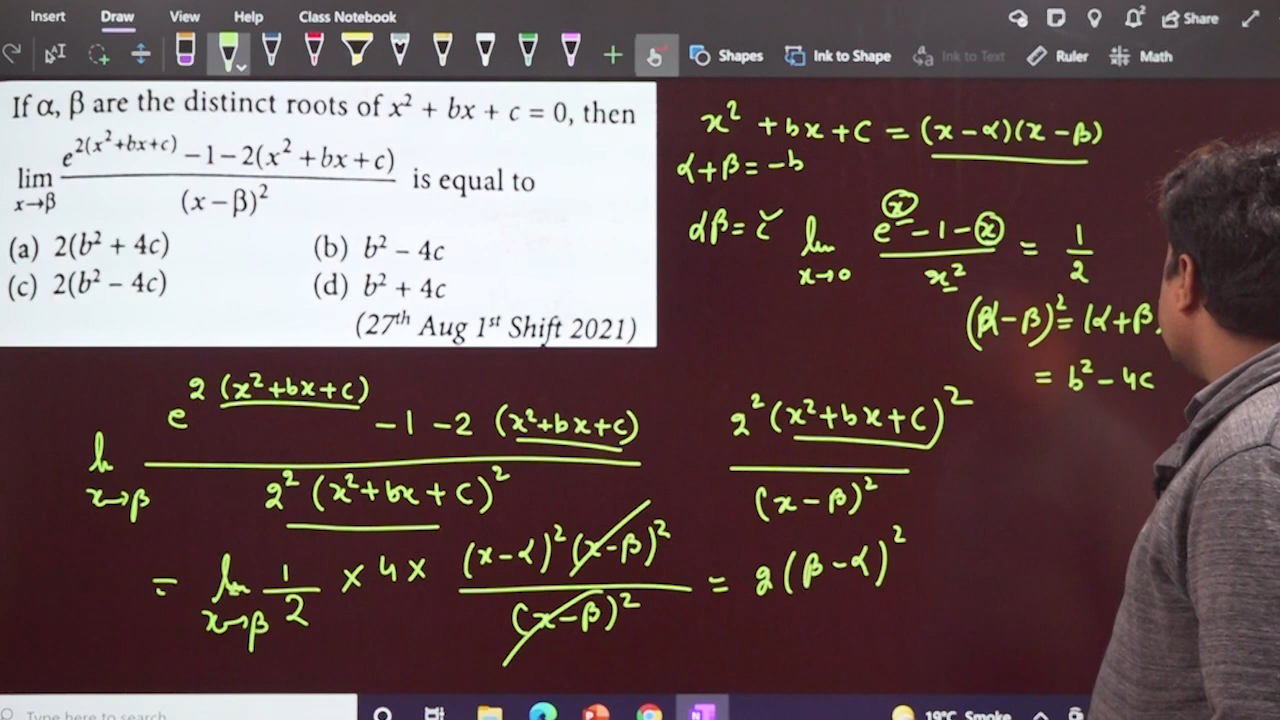 Insert Draw View Help Class Notebook Share
Shapes Ink to Shape Ink to Text Ruler Math
If α, β are the distinct roots of x² + bx + c = 0, then
lim x→β (e^{2(x²+bx+c)} − 1 − 2(x² + bx + c)) / (x − β)² is equal to
(a) 2(b² + 4c) (b) b² − 4c
(c) 2(b² − 4c) (d) b² + 4c
(27th Aug 1st Shift 2021)
x² + bx + c = (x − α)(x − β)
α + β = −b
αβ = c
lim x→0 (e^x − 1 − x) / x² = 1/2
(β − β)² = (α + β
= b² − 4c
l x→β (e^{2(x²+bx+c)} − 1 − 2(x²+bx+c)) / (2²(x²+bx+c)²) 2²(x²+bx+c)² / (x − β)²
= lim x→β 1/2 × 4 × (x − α)²(x − β)² / (x − β)² = 2(β − α)²
Type here to search
19°C Smoke